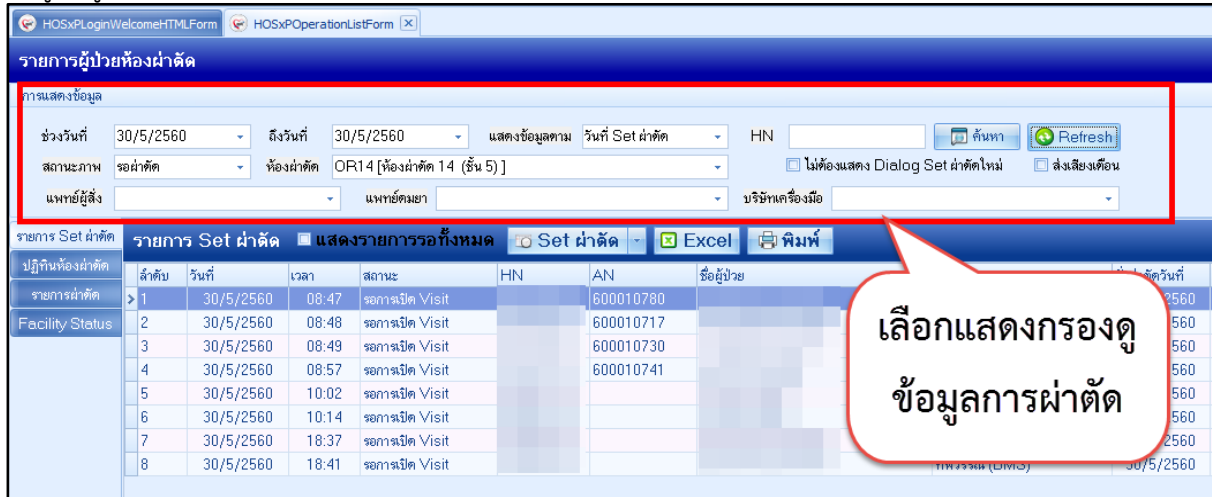 HOSxPLoginWelcomeHTMLForm HOSxPOperationListForm
รายการผู้ป่วยห้องผ่าตัด
การแสดงข้อมูล
ช่วงวันที่ 30/5/2560 ถึงวันที่ 30/5/2560 แสดงข้อมูลตาม วันที่ Set ผ่าตัด HN ค้นหา Refresh
สถานะภาพ รอผ่าตัด ห้องผ่าตัด OR14 [ห้องผ่าตัด 14 (ชั้น 5) ] ไม่ต้องแสดง Dialog Set ผ่าตัดใหม่ ส่งเสียงเตือน
แพทย์ผู้สั่ง แพทย์ดมยา บริษัทเครื่องมือ
รายการ Set ผ่าตัด รายการ Set ผ่าตัด แสดงรายการรอทั้งหมด Set ผ่าตัด Excel พิมพ์
ปฏิทินห้องผ่าตัด ลำดับ วันที่ เวลา สถานะ HN AN ชื่อผู้ป่วย
รายการผ่าตัด 1 30/5/2560 08:47 รอการเปิด Visit 600010780 2560
Facility Status 2 30/5/2560 08:48 รอการเปิด Visit 600010717 560
3 30/5/2560 08:49 รอการเปิด Visit 600010730 560
4 30/5/2560 08:57 รอการเปิด Visit 600010741 560
5 30/5/2560 10:02 รอการเปิด Visit 560
6 30/5/2560 10:14 รอการเปิด Visit 560
7 30/5/2560 18:37 รอการเปิด Visit 2560
8 30/5/2560 18:41 รอการเปิด Visit 30/5/2560
เลือกแสดงกรองดู
ข้อมูลการผ่าตัด